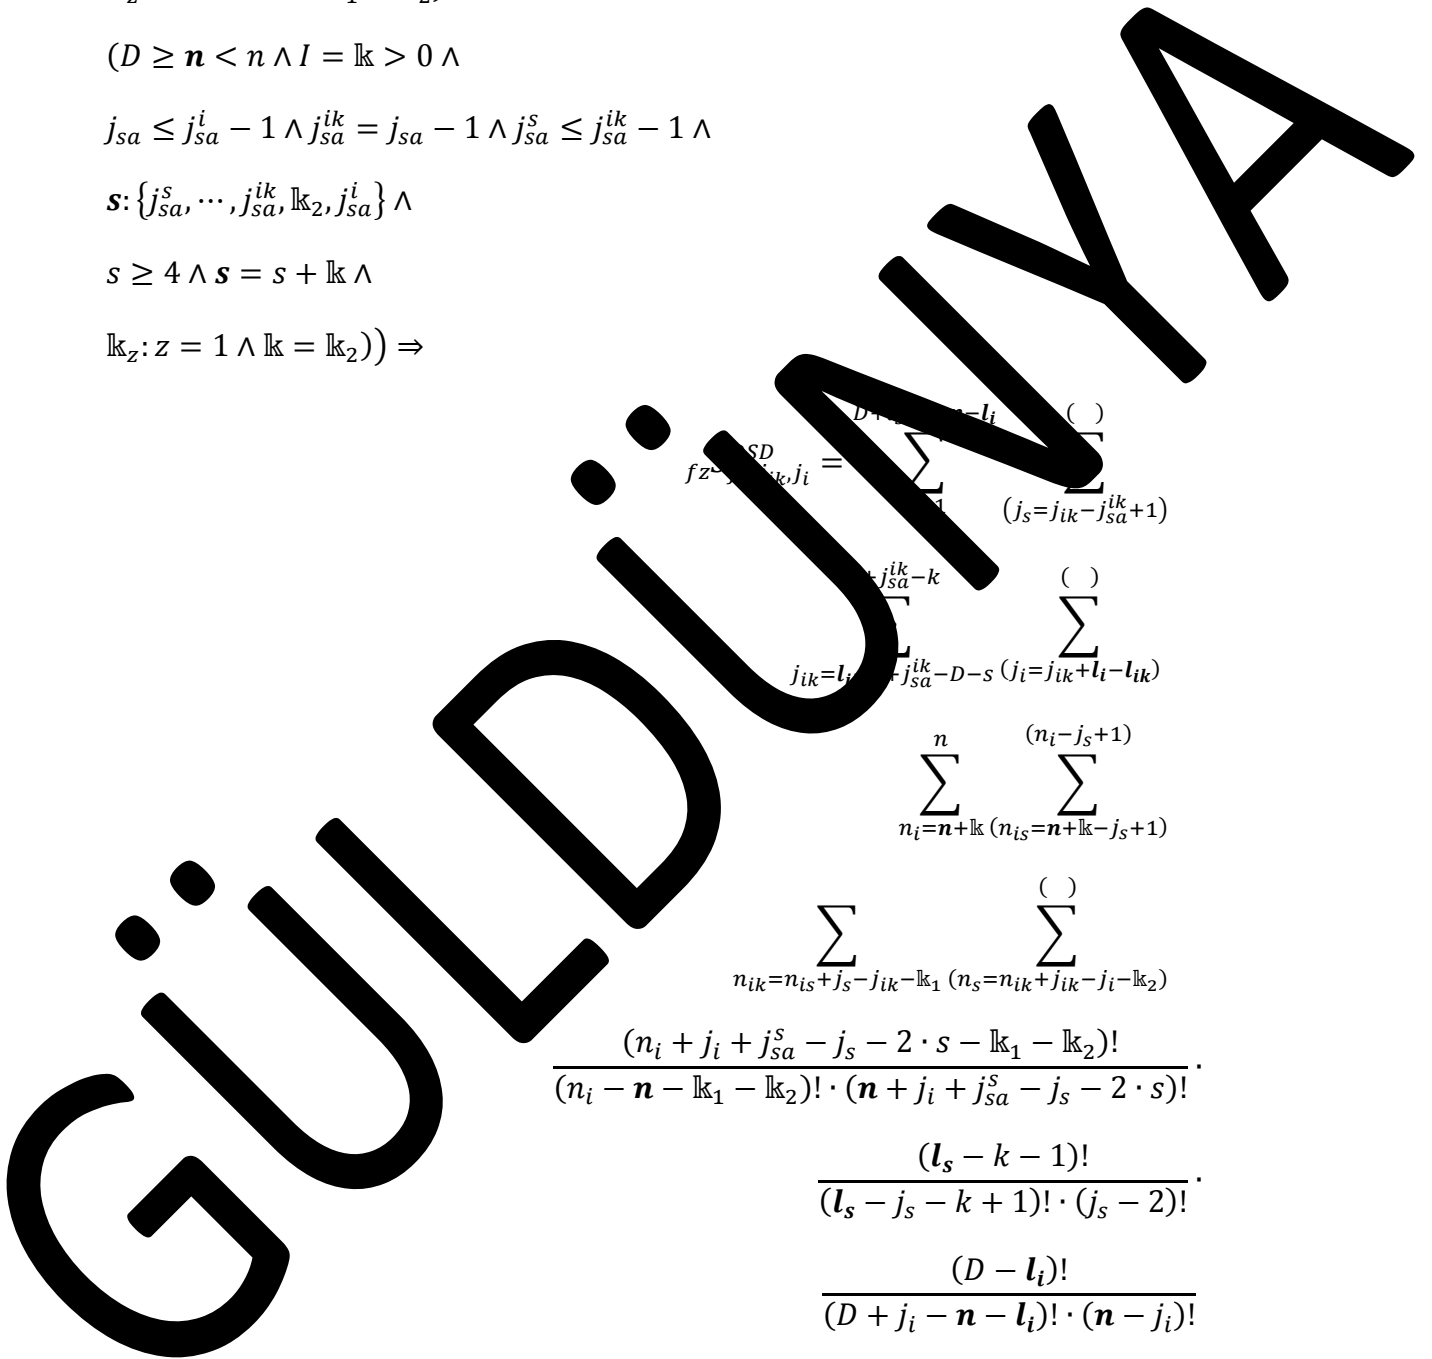 (D ≥ 𝒏 < n ∧ I = 𝕜 > 0 ∧
j_{sa} ≤ j_{sa}^{i} − 1 ∧ j_{sa}^{ik} = j_{sa} − 1 ∧ j_{sa}^{s} ≤ j_{sa}^{ik} − 1 ∧
𝒔: {j_{sa}^{s}, ⋯ , j_{sa}^{ik}, 𝕜_2, j_{sa}^{i}} ∧
s ≥ 4 ∧ 𝒔 = s + 𝕜 ∧
𝕜_z: z = 1 ∧ 𝕜 = 𝕜_2)) ⇒
= ∑ ∑_{(j_s=j_{ik}−j_{sa}^{ik}+1)}^{( )}
∑ ∑_{(j_i=j_{ik}+𝒍_𝒊−𝒍_{𝒊𝒌})}^{( )}
∑_{n_i=𝒏+𝕜}^{n} ∑_{(n_{is}=𝒏+𝕜−j_s+1)}^{(n_i−j_s+1)}
∑_{n_{ik}=n_{is}+j_s−j_{ik}−𝕜_1} ∑_{(n_s=n_{ik}+j_{ik}−j_i−𝕜_2)}^{( )}
(n_i + j_i + j_{sa}^{s} − j_s − 2 · s − 𝕜_1 − 𝕜_2)!
(n_i − 𝒏 − 𝕜_1 − 𝕜_2)! · (𝒏 + j_i + j_{sa}^{s} − j_s − 2 · s)! ·
(𝒍_𝒔 − k − 1)!
(𝒍_𝒔 − j_s − k + 1)! · (j_s − 2)! ·
(D − 𝒍_𝒊)!
(D + j_i − 𝒏 − 𝒍_𝒊)! · (𝒏 − j_i)!
GÜLDÜNYA